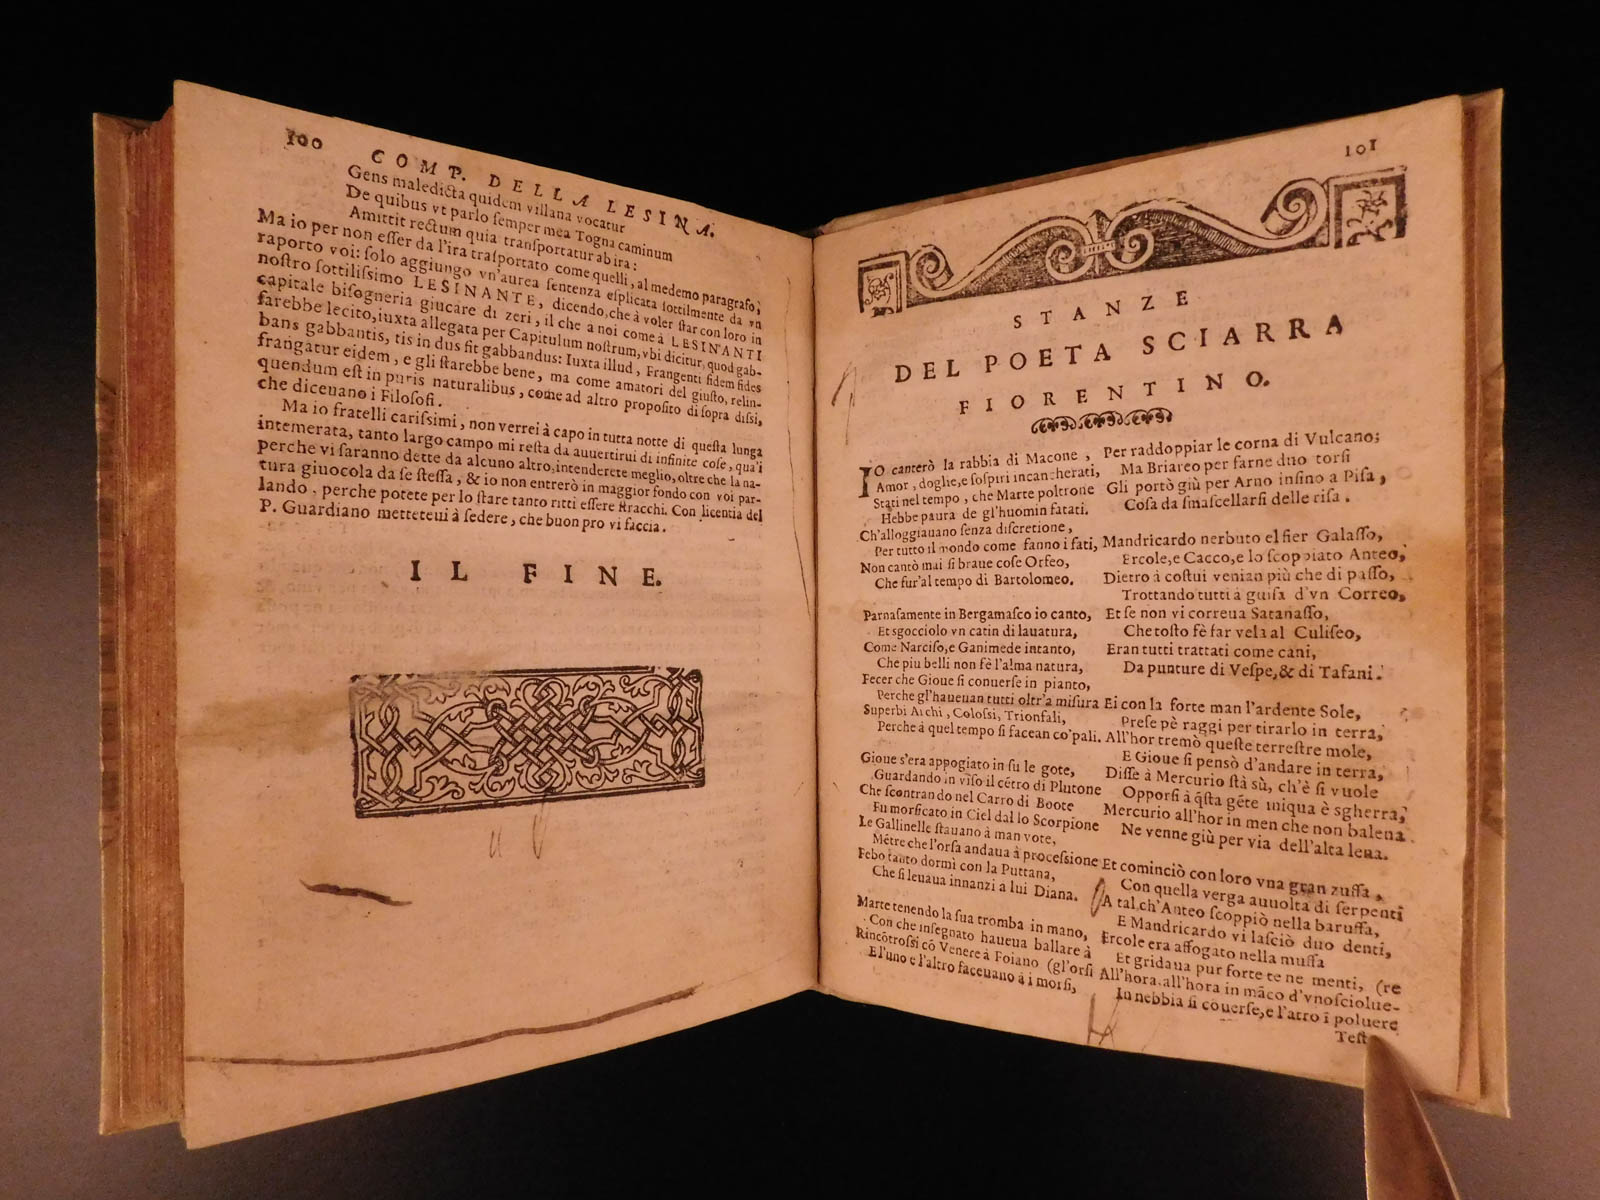 100 COMP. DELLA LESINA.
Gens maledicta quidem villana vocatur
De quibus vt parlo semper mea Togna caminum
Amittit rectum quia transportatur ab ira:
Ma io per non esser da l'ira trasportato come quelli, al medemo paragrafo,
raporto voi: solo aggiungo vn'aurea sentenza esplicata sottilmente da vn
nostro sottilissimo LESINANTE, dicendo, che à voler star con loro in
capitale bisogneria giucare di zeri, il che a noi come à LESINANTI
farebbe lecito, iuxta allegata per Capitulum nostrum, vbi dicitur, quod gab-
bans gabbantis, tis in dus fit gabbandus: Iuxta illud, Frangenti fidem fides
frangatur eidem, e gli starebbe bene, ma come amatori del giusto, relin-
quendum est in puris naturalibus, come ad altro proposito di sopra dissi,
che diceuano i Filosofi.
Ma io fratelli carissimi, non verrei à capo in tutta notte di questa lunga
intemerata, tanto largo campo mi resta da auuertirui di infinite cose, qua'i
perche vi saranno dette da alcuno altro, intenderete meglio, oltre che la na-
tura giuocola da se stessa, & io non entrerò in maggior fondo con voi par-
lando, perche potete per lo stare tanto ritti essere stracchi. Con licentia del
P. Guardiano metteteui à sedere, che buon pro vi faccia.
IL FINE.
101
STANZE
DEL POETA SCIARRA
FIORENTINO.
IO canterò la rabbia di Macone,
Amor, doglie, e sospiri incancherati,
Stati nel tempo, che Marte poltrone
Hebbe paura de gl'huomin fatati.
Ch'alloggiauano senza discretione,
Per tutto il mondo come fanno i fati,
Non cantò mai si braue cose Orfeo,
Che fur'al tempo di Bartolomeo.
Parnasamente in Bergamasco io canto,
Et sgocciolo vn catin di lauatura,
Come Narciso, e Ganimede intanto,
Che piu belli non fè l'alma natura,
Fecer che Gioue si conuerse in pianto,
Perche gl'haueuan tutti oltr'a misura
Superbi Archi, Colossi, Trionfali,
Perche à quel tempo si facean co'pali.
Gioue s'era appogiato in su le gote,
Guardando in viso il cẽtro di Plutone
Che scontrando nel Carro di Boote
Fu morsicato in Ciel dal lo Scorpione
Le Gallinelle stauano à man vote,
Mẽtre che l'orsa andaua à processione
Febo tanto dormì con la Puttana,
Che si leuaua innanzi a lui Diana.
Marte tenendo la sua tromba in mano,
Con che insegnato haueua ballare à
Rincõtrossi cõ Venere à Foiano (gl'orsi
E l'uno e l'altro faceuano à i morsi,
Per raddoppiar le corna di Vulcano;
Ma Briareo per farne duo torsi
Gli portò giù per Arno insino a Pisa,
Cosa da smascellarsi delle risa.
Mandricardo nerbuto el fier Galasso,
Ercole, e Cacco, e lo scoppiato Anteo,
Dietro à costui venian più che di passo,
Trottando tutti à guisa d'vn Correo,
Et se non vi correua Satanasso,
Che tosto fè far vela al Culiseo,
Eran tutti trattati come cani,
Da punture di Vespe, & di Tafani.
Ei con la forte man l'ardente Sole,
Prese pè raggi per tirarlo in terra,
All'hor tremò queste terrestre mole,
E Gioue si pensò d'andare in terra,
Disse à Mercurio stà sù, ch'è si vuole
Opporsi à q̃sta gẽte iniqua è sgherra,
Mercurio all'hor in men che non balena
Ne venne giù per via dell'alta lena.
Et cominciò con loro vna gran zuffa,
Con quella verga auuolta di serpenti
A tal, ch'Anteo scoppiò nella baruffa,
E Mandricardo vi lasciò duo denti,
Ercole era affogato nella muffa
Et gridaua pur forte te ne menti, (re
All'hora, all'hora in mãco d'vno sciolue-
In nebbia si cõuerse, e l'atro ĩ poluere